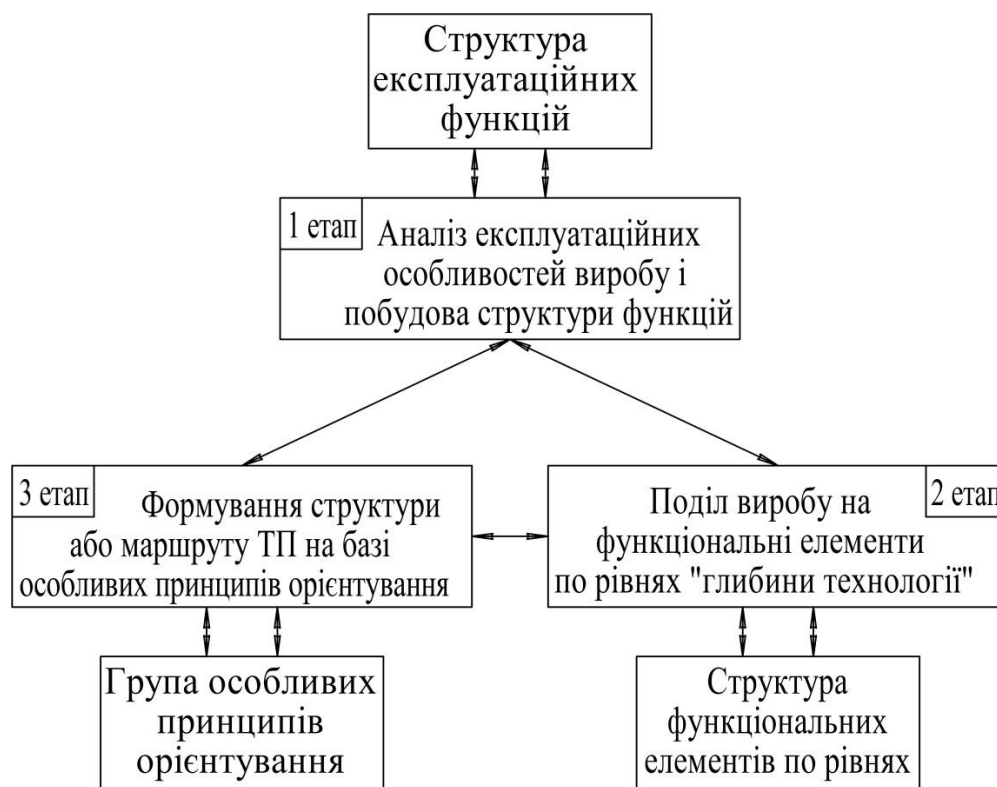 Структура
експлуатаційних
функцій
1 етап
Аналіз експлуатаційних
особливостей виробу і
побудова структури функцій
3 етап
Формування структури
або маршруту ТП на базі
особливих принципів орієнтування
2 етап
Поділ виробу на
функціональні елементи
по рівнях "глибини технології"
Група особливих
принципів
орієнтування
Структура
функціональних
елементів по рівнях